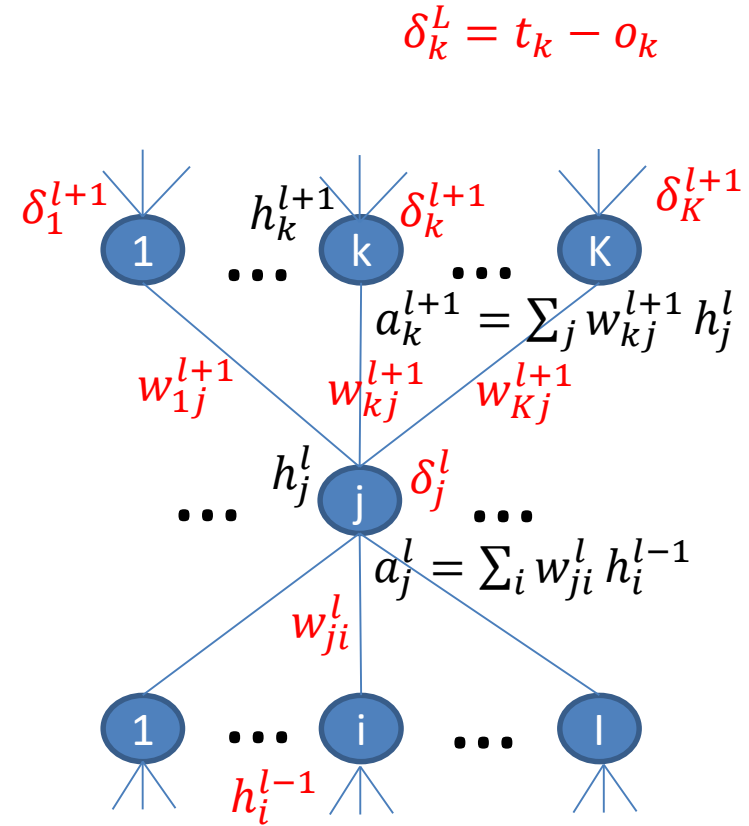 δ_k^L = t_k − o_k
δ_1^{l+1} h_k^{l+1} δ_k^{l+1} δ_K^{l+1}
1 ... k ... K
a_k^{l+1} = ∑_j w_{kj}^{l+1} h_j^l
w_{1j}^{l+1} w_{kj}^{l+1} w_{Kj}^{l+1}
h_j^l δ_j^l
... j ...
a_j^l = ∑_i w_{ji}^l h_i^{l−1}
w_{ji}^l
1 ... i ... I
h_i^{l−1}